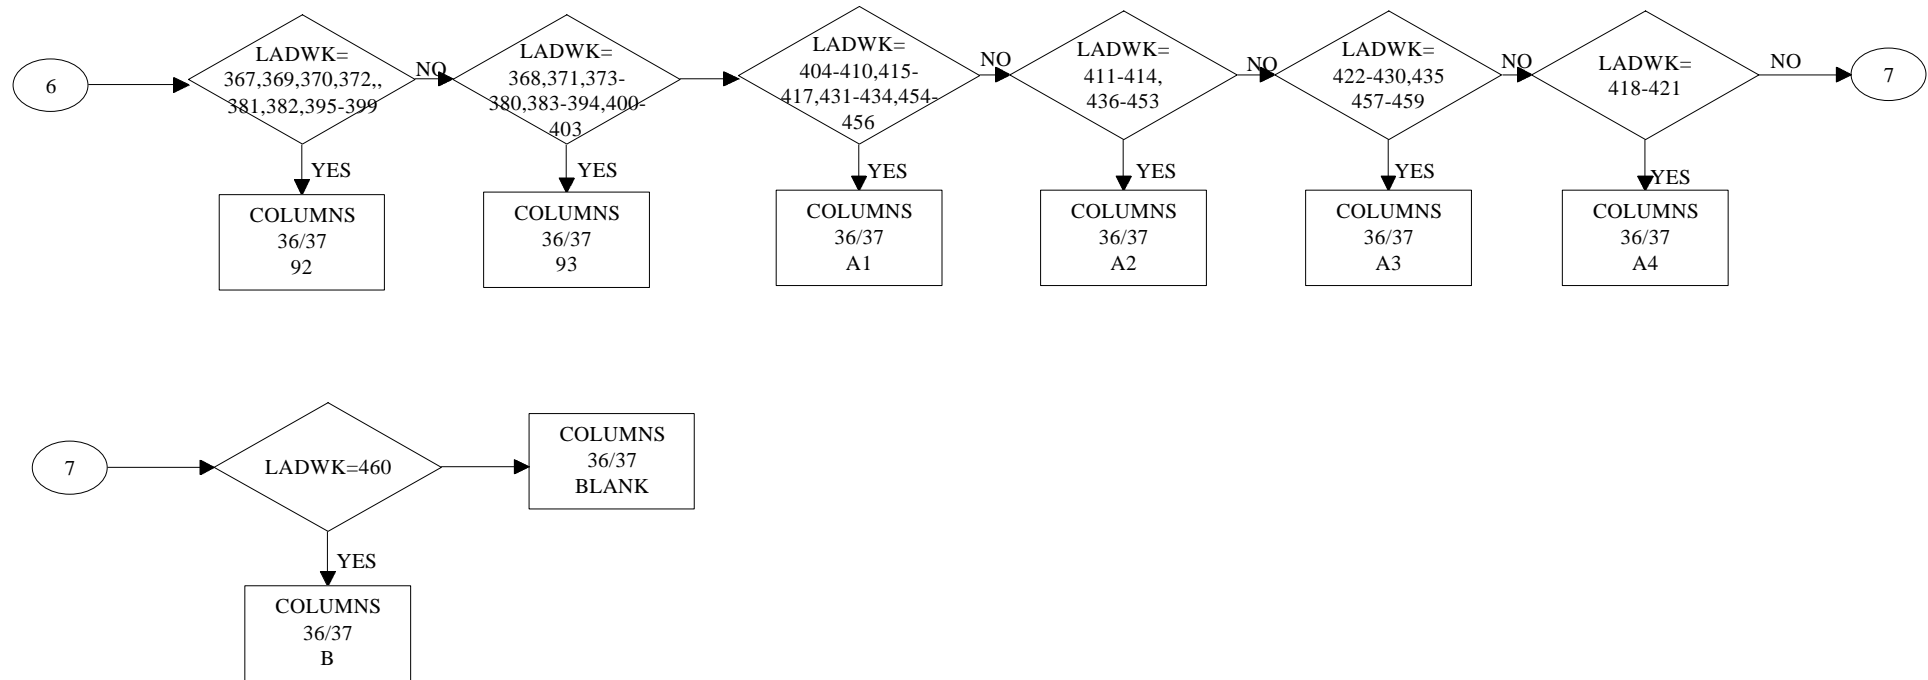 6
LADWK=
367,369,370,372,,
381,382,395-399
NO
LADWK=
368,371,373-
380,383-394,400-
403
LADWK=
404-410,415-
417,431-434,454-
456
NO
LADWK=
411-414,
436-453
NO
LADWK=
422-430,435
457-459
NO
LADWK=
418-421
NO
7
YES
YES
YES
YES
YES
YES
COLUMNS
36/37
92
COLUMNS
36/37
93
COLUMNS
36/37
A1
COLUMNS
36/37
A2
COLUMNS
36/37
A3
COLUMNS
36/37
A4
7
LADWK=460
COLUMNS
36/37
BLANK
YES
COLUMNS
36/37
B